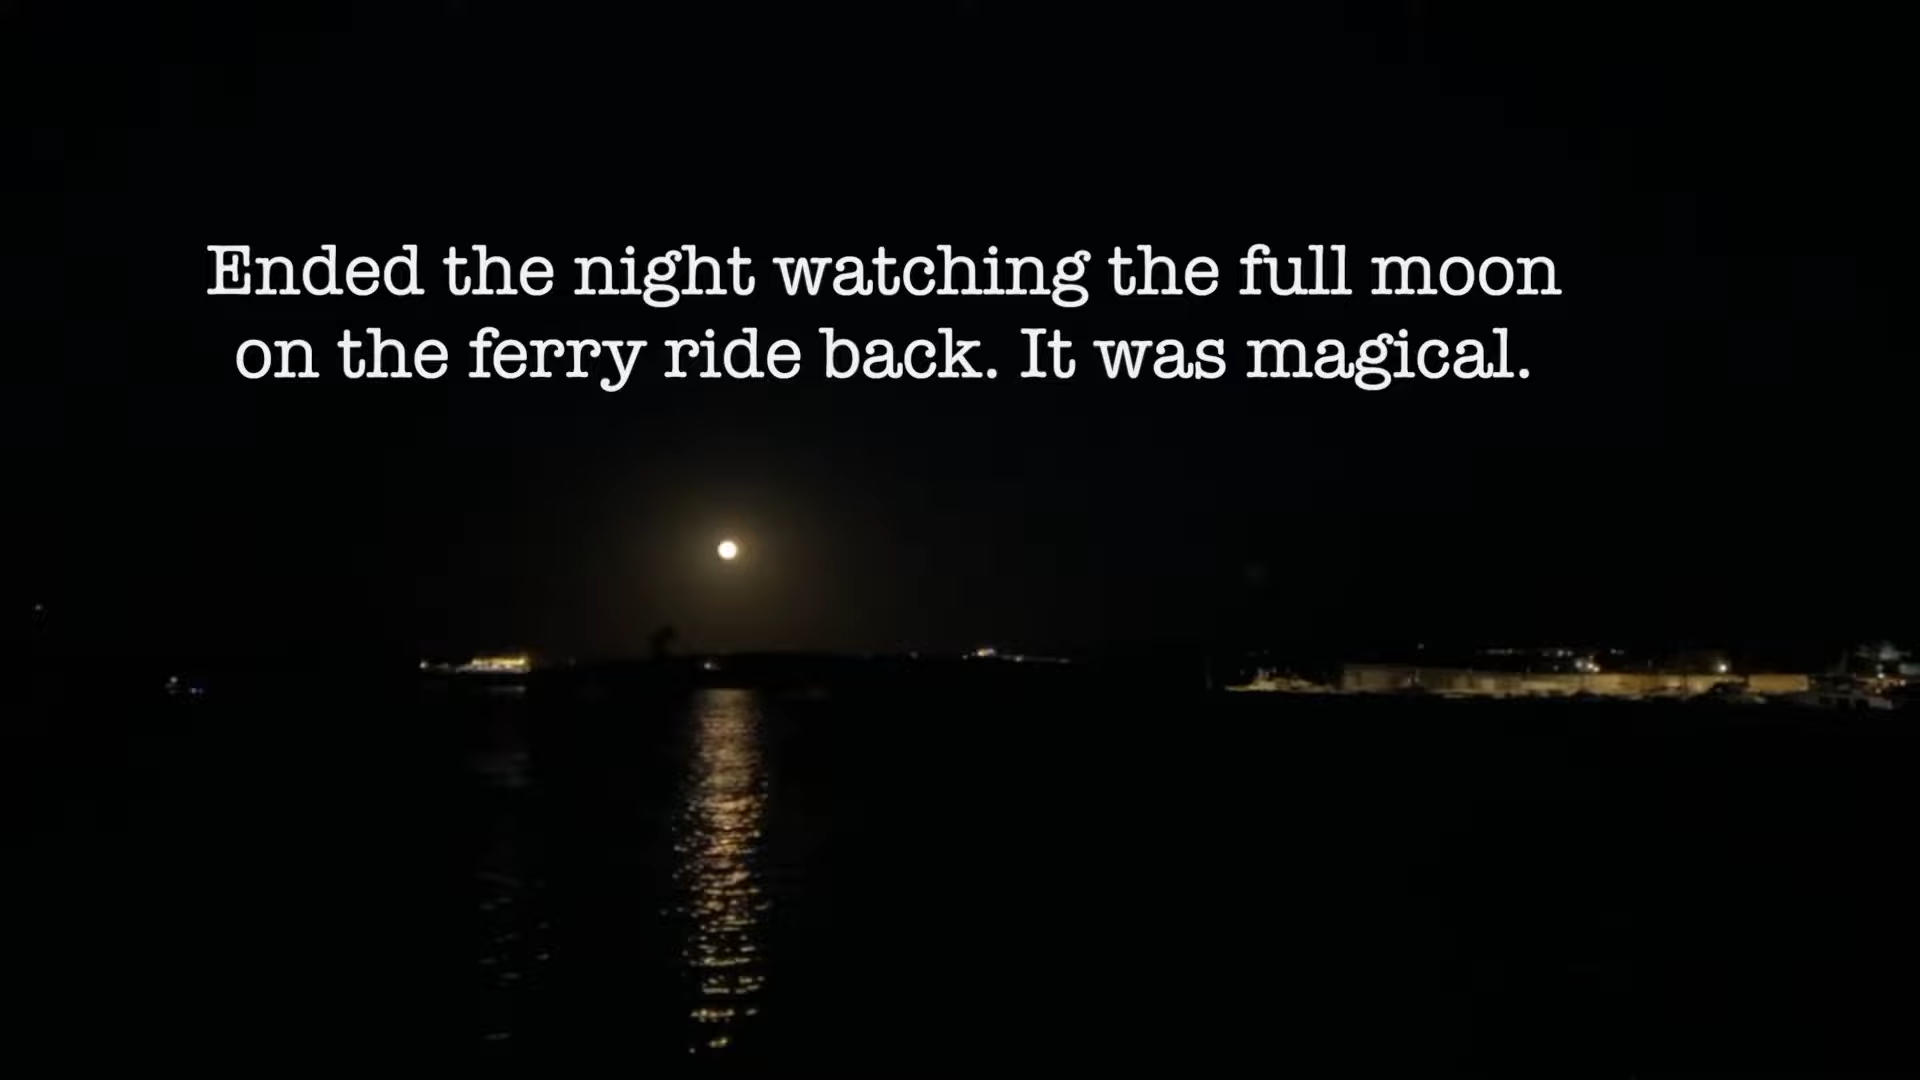 Ended the night watching the full moon
on the ferry ride back. It was magical.